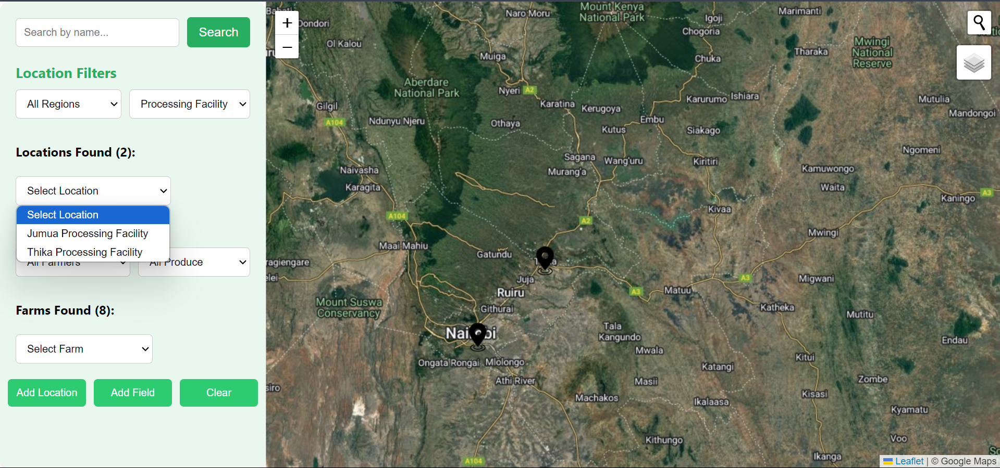 Search by name...
Search
Location Filters
All Regions
Processing Facility
Locations Found (2):
Select Location
Select Location
Jumua Processing Facility
Thika Processing Facility
All Farmers
All Produce
Farms Found (8):
Select Farm
Add Location
Add Field
Clear
+
−
Naro Moru
Mount Kenya
National Park
Marimanti
Igoji
Dondori
Chogoria
Ol Kalou
Mwingi
National
Reserve
Tharaka
Muiga
Chuka
Aberdare
National Park
Nyeri
A2
Karatina
Kerugoya
Karurumo
Ishiara
Mutulia
Mandongoi
Gilgil
A104
Ndunyu Njeru
Othaya
Embu
Kutus
Siakago
Ngomeni
Sagana
Wang'uru
Kiritiri
Murang'a
Kamuwongo
Naivasha
Karagita
Waita
A3
Kaningo
Kivaa
A104
A2
Mwingi
Maai Mahiu
Gatundu
ragiengare
elei
Juja
A3
Migwani
Ruiru
A3
Matuu
Mount Suswa
Conservancy
Githurai
Katheka
Mutitu
Tala
Kangundo
Endau
Mwala
Kitui
Ongata Rongai
Mlolongo
Katangi
Athi River
Masii
Zombe
siro
Machakos
Ikalaasa
Kisasi
Kyamatu
Kithungo
Voo
Ikanga
A104
Leaflet | © Google Maps